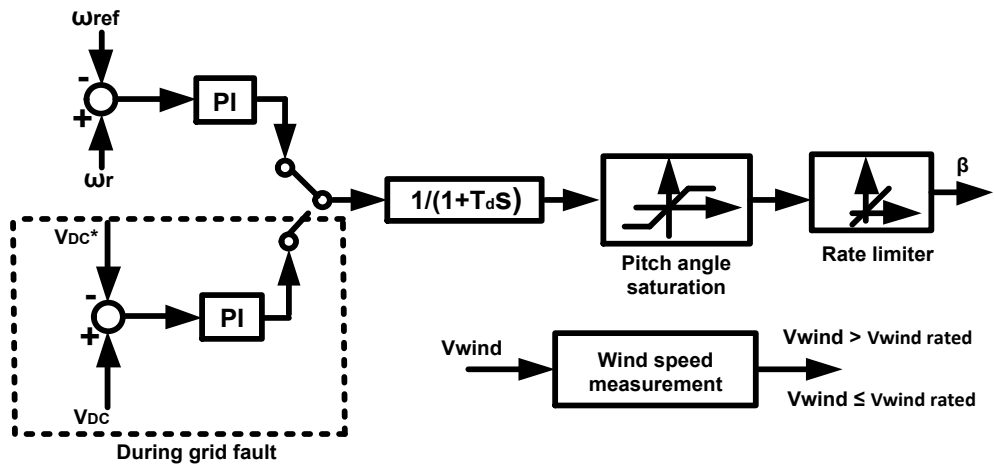 ωref
-
+
PI
ωr
VDC*
-
+
PI
VDC
During grid fault
1/(1+Tds)
Pitch angle
saturation
Rate limiter
β
Vwind
Wind speed
measurement
Vwind > Vwind rated
Vwind ≤ Vwind rated